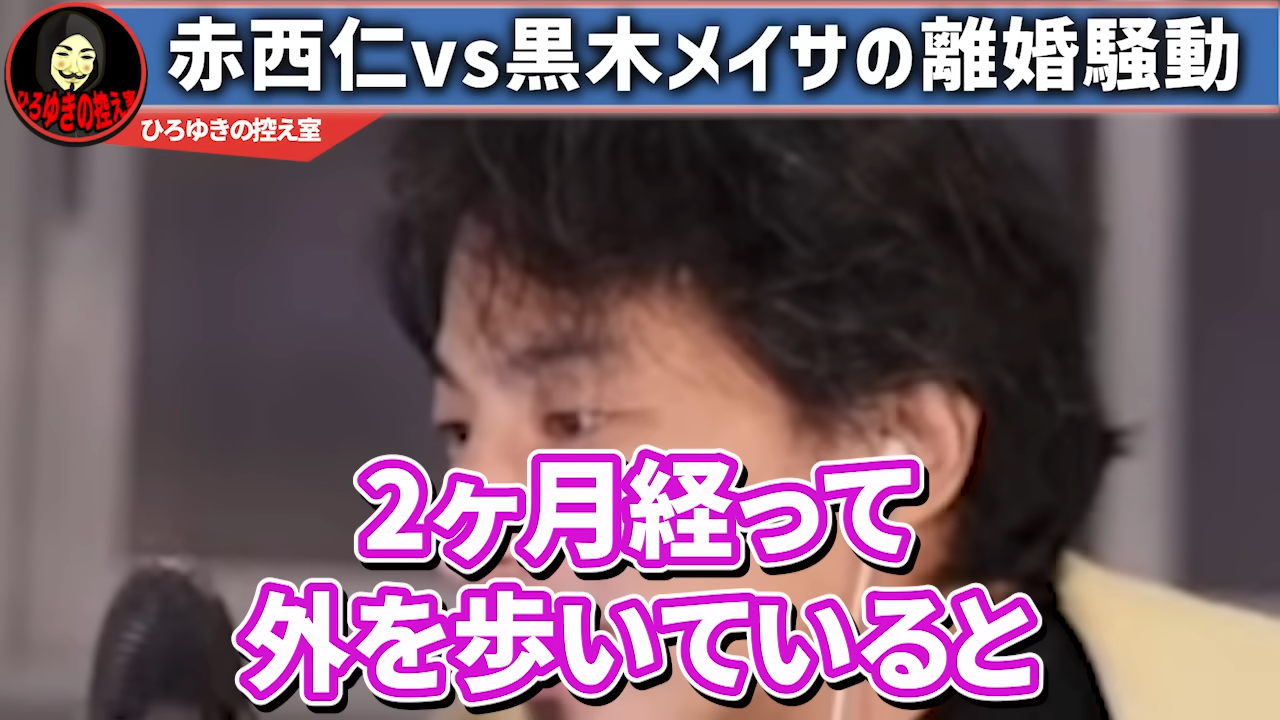 赤西仁vs黒木メイサの離婚騒動
ひろゆきの控え室
ひろゆきの控え室
2ヶ月経って
外を歩いていると